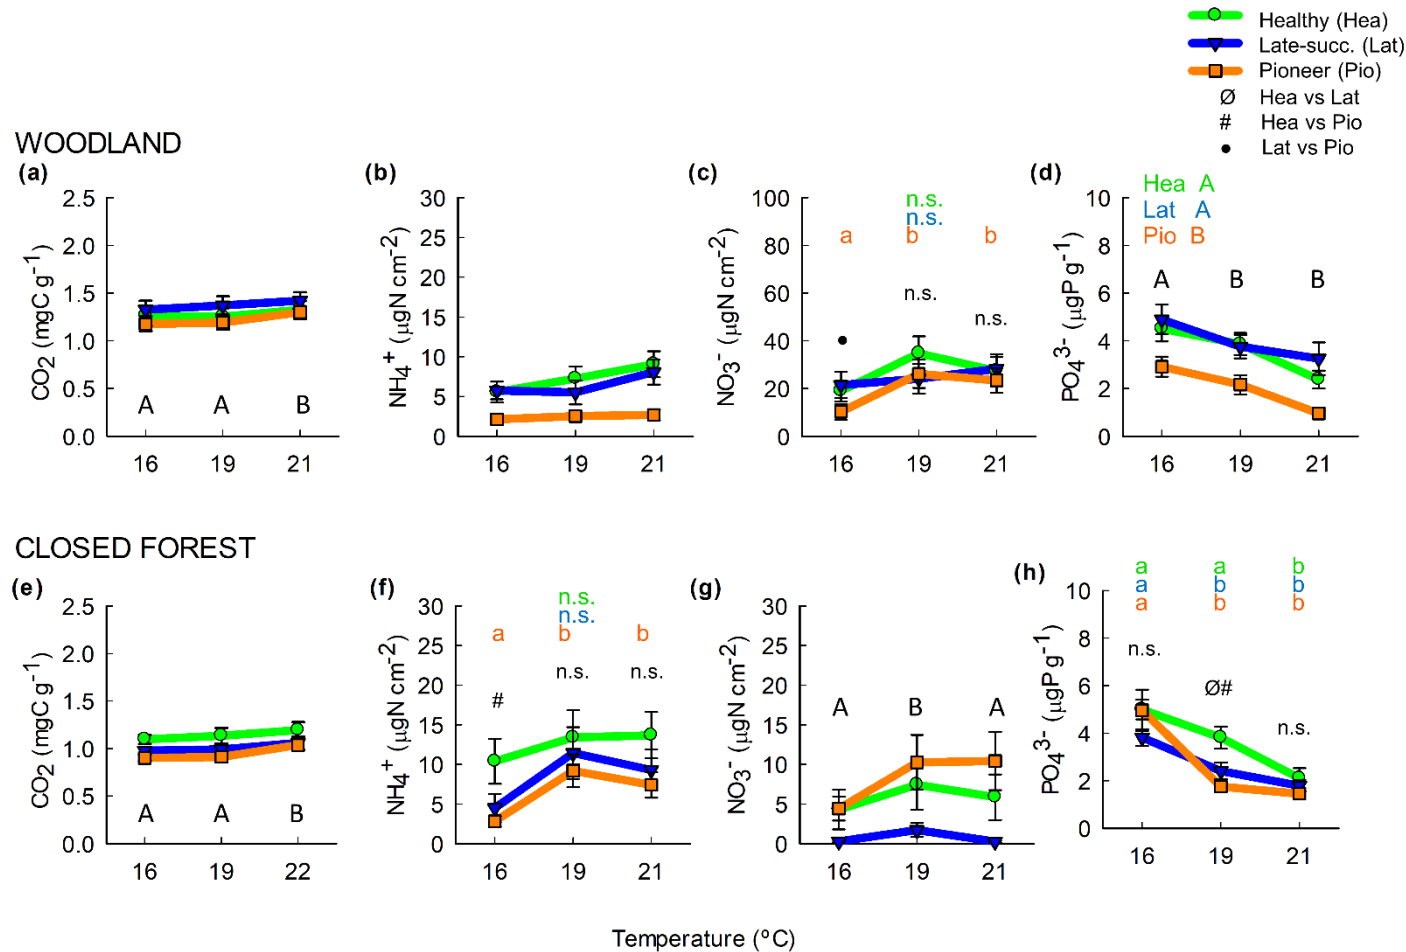 Healthy (Hea)
Late-succ. (Lat)
Pioneer (Pio)
Ø Hea vs Lat
# Hea vs Pio
• Lat vs Pio
WOODLAND
(a)
CO2 (mgC g-1)
2.5
2.0
1.5
1.0
0.5
0.0
A A B
16 19 21
(b)
NH4+ (µgN cm-2)
30
25
20
15
10
5
0
16 19 21
(c)
NO3- (µgN cm-2)
100
80
60
40
20
0
n.s.
n.s.
a b b
n.s.
n.s.
•
16 19 21
(d)
PO43- (µgP g-1)
10
8
6
4
2
0
Hea A
Lat A
Pio B
A B B
16 19 21
CLOSED FOREST
(e)
CO2 (mgC g-1)
2.5
2.0
1.5
1.0
0.5
0.0
A A B
16 19 22
(f)
NH4+ (µgN cm-2)
30
25
20
15
10
5
0
n.s.
n.s.
a b b
n.s. n.s.
#
16 19 21
(g)
NO3- (µgN cm-2)
30
25
20
15
10
5
0
A B A
16 19 21
(h)
PO43- (µgP g-1)
10
8
6
4
2
0
a a b
a b b
a b b
n.s.
Ø#
n.s.
16 19 21
Temperature (ºC)